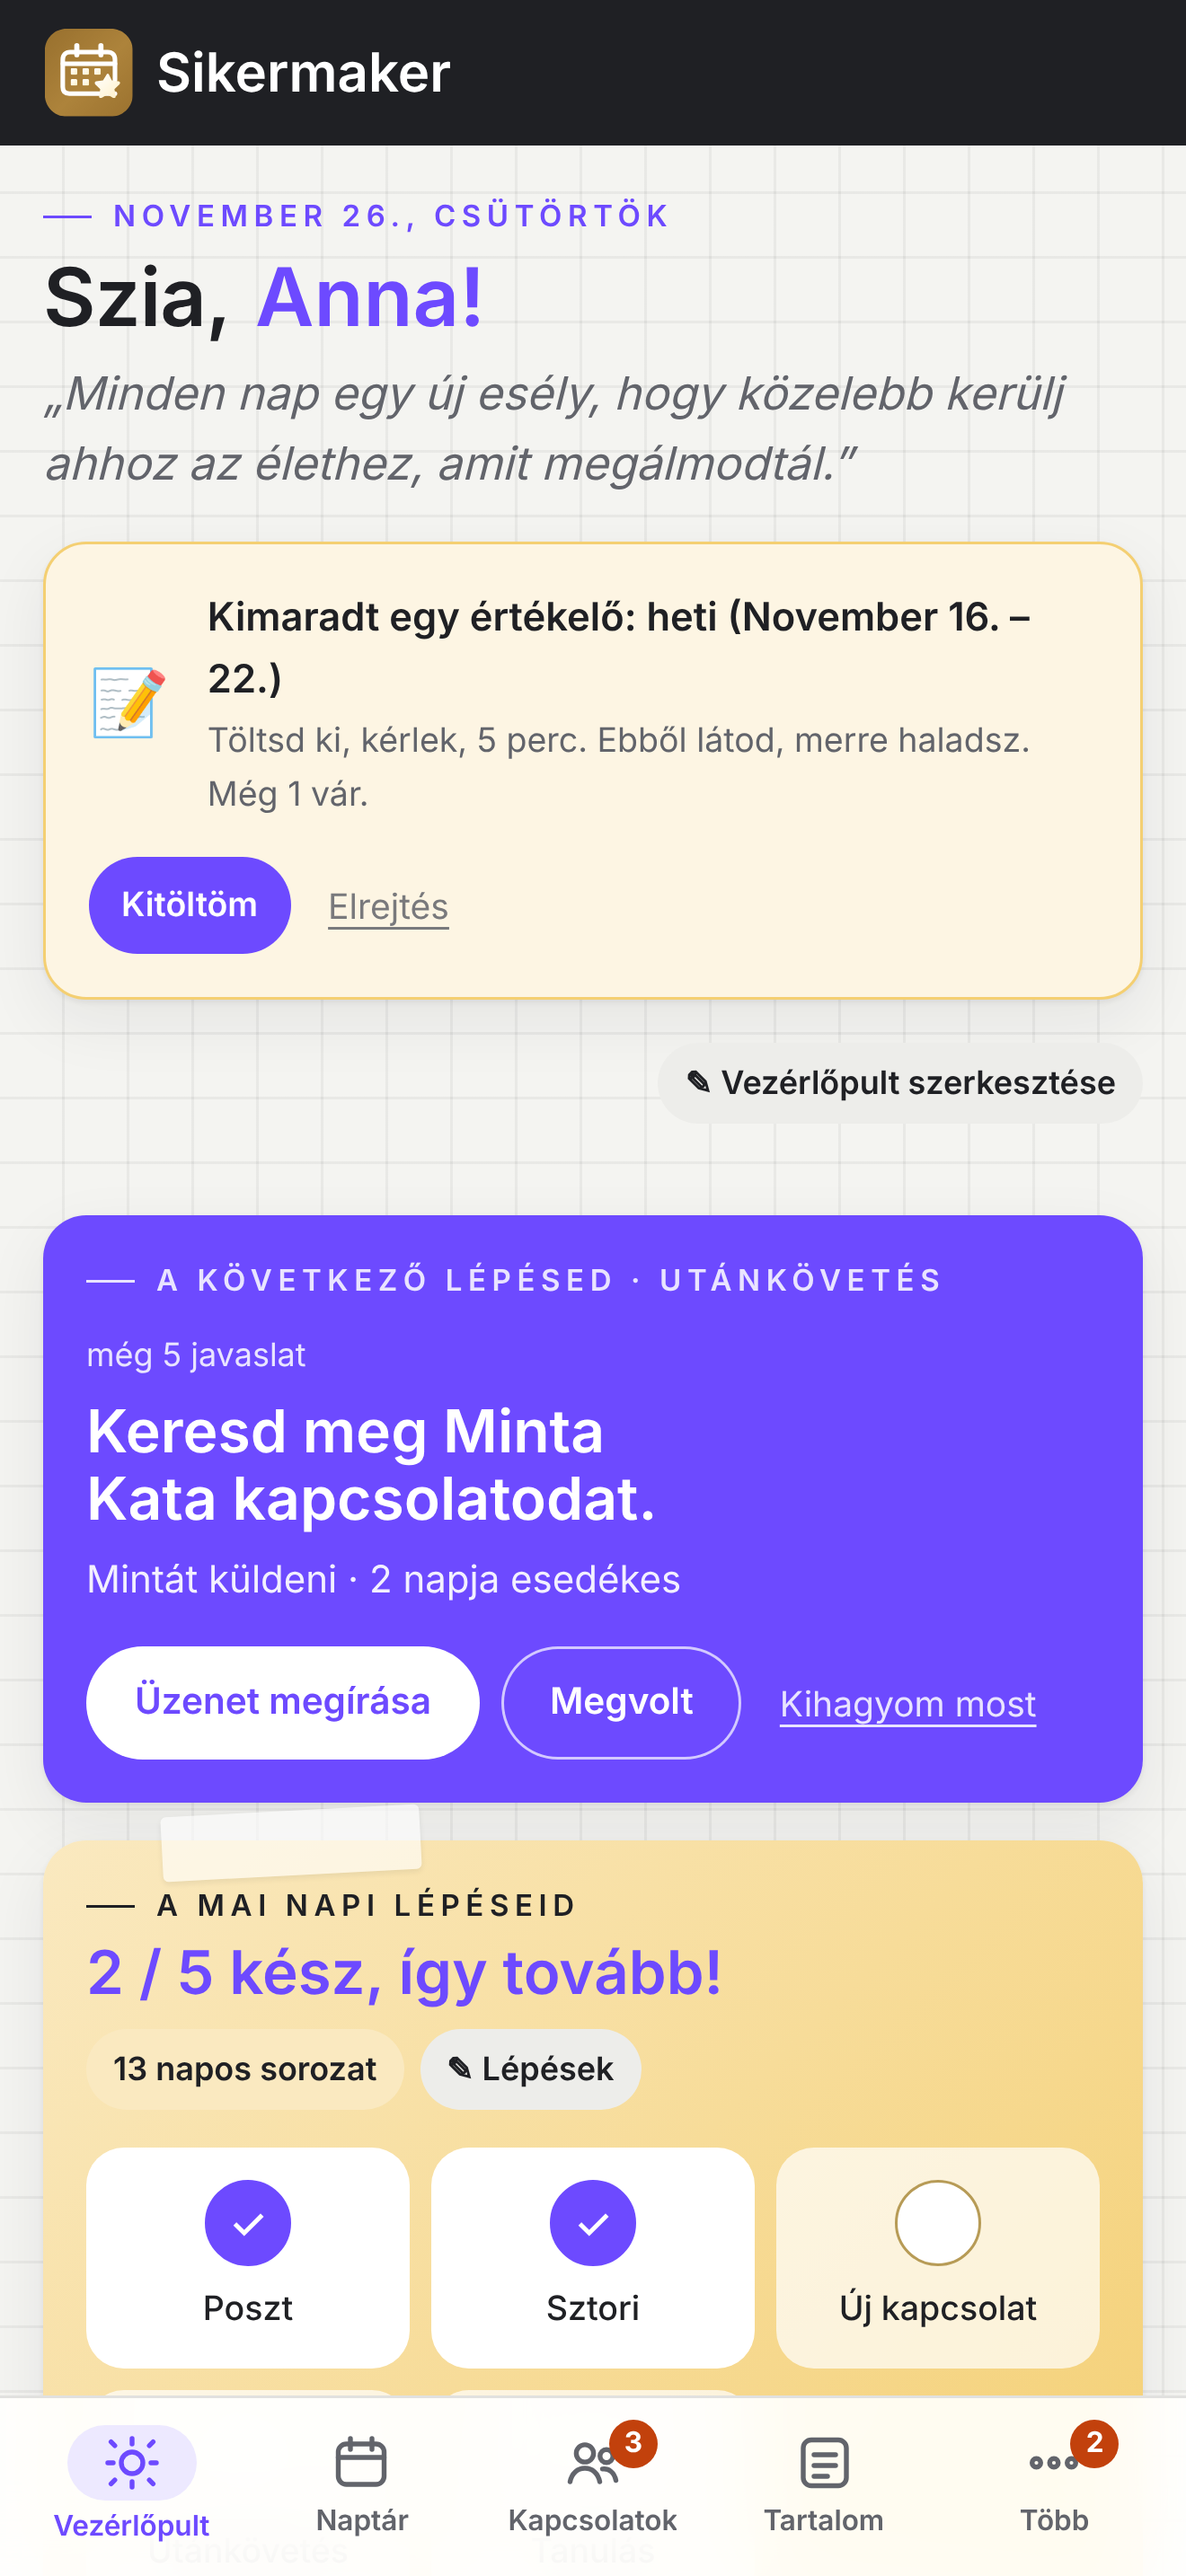 Sikermaker
NOVEMBER 26., CSÜTÖRTÖK
Szia, Anna!
„Minden nap egy új esély, hogy közelebb kerülj
ahhoz az élethez, amit megálmodtál.”
Kimaradt egy értékelő: heti (November 16. –
22.)
Töltsd ki, kérlek, 5 perc. Ebből látod, merre haladsz.
Még 1 vár.
Kitöltöm
Elrejtés
✎ Vezérlőpult szerkesztése
A KÖVETKEZŐ LÉPÉSED · UTÁNKÖVETÉS
még 5 javaslat
Keresd meg Minta
Kata kapcsolatodat.
Mintát küldeni · 2 napja esedékes
Üzenet megírása
Megvolt
Kihagyom most
A MAI NAPI LÉPÉSEID
2 / 5 kész, így tovább!
13 napos sorozat
✎ Lépések
Poszt
Sztori
Új kapcsolat
3
2
Vezérlőpult
Naptár
Kapcsolatok
Tartalom
Több
Utánkövetés
Tanulás